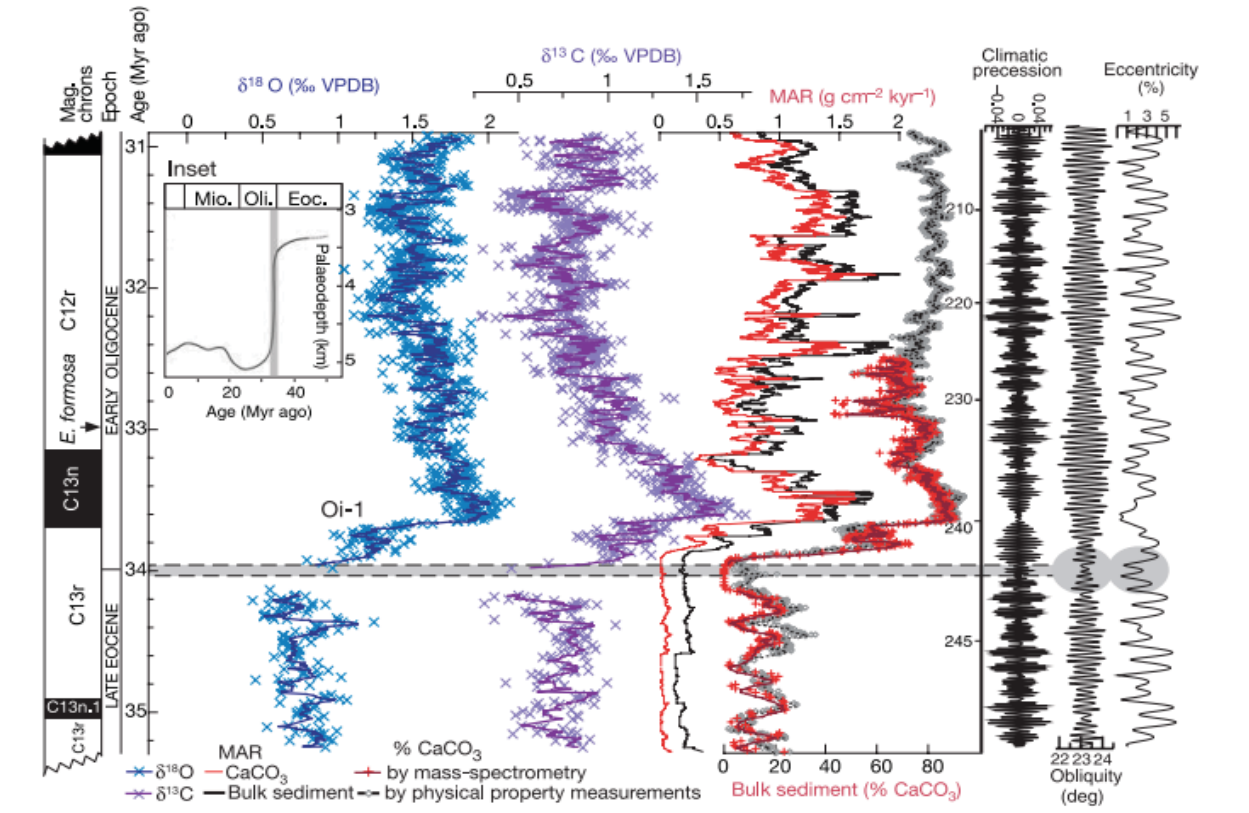 Mag. chrons
Epoch
Age (Myr ago)
δ18 O (‰ VPDB)
0 0.5 1 1.5 2
δ13 C (‰ VPDB)
0.5 1 1.5
MAR (g cm–2 kyr–1)
0 0.5 1 1.5 2
Climatic precession
–0.04 0 0.04
Eccentricity (%)
1 3 5
31
32
33
34
35
C12r
E. formosa
C13n
C13r
C13n.1
C13r
EARLY OLIGOCENE
LATE EOCENE
Inset
Mio. Oli. Eoc.
3
4
5
Palaeodepth (km)
0 20 40
Age (Myr ago)
Oi-1
210
220
230
240
245
MAR
% CaCO3
δ18O
CaCO3
by mass-spectrometry
δ13C
Bulk sediment
by physical property measurements
0 20 40 60 80
Bulk sediment (% CaCO3)
22 23 24
Obliquity
(deg)